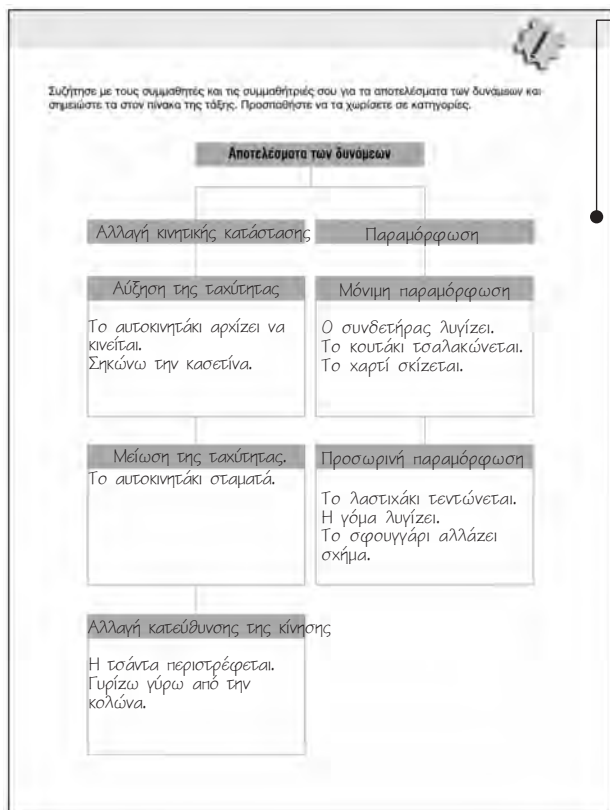 Συζήτησε με τους συμμαθητές και τις συμμαθήτριές σου για τα αποτελέσματα των δυνάμεων και
σημειώστε τα στον πίνακα της τάξης. Προσπαθήστε να τα χωρίσετε σε κατηγορίες.
Αποτελέσματα των δυνάμεων
Αλλαγή κινητικής κατάστασης
Παραμόρφωση
Αύξηση της ταχύτητας
Το αυτοκινητάκι αρχίζει να
κινείται.
Σηκώνω την κασετίνα.
Μόνιμη παραμόρφωση
Ο συνδετήρας λυγίζει.
Το κουτάκι τσαλακώνεται.
Το χαρτί σκίζεται.
Μείωση της ταχύτητας.
Το αυτοκινητάκι σταματά.
Προσωρινή παραμόρφωση
Το λαστιχάκι τεντώνεται.
Η γόμα λυγίζει.
Το σφουγγάρι αλλάζει
σχήμα.
Αλλαγή κατεύθυνσης της κίνησης
Η τσάντα περιστρέφεται.
Γυρίζω γύρω από την
κολώνα.